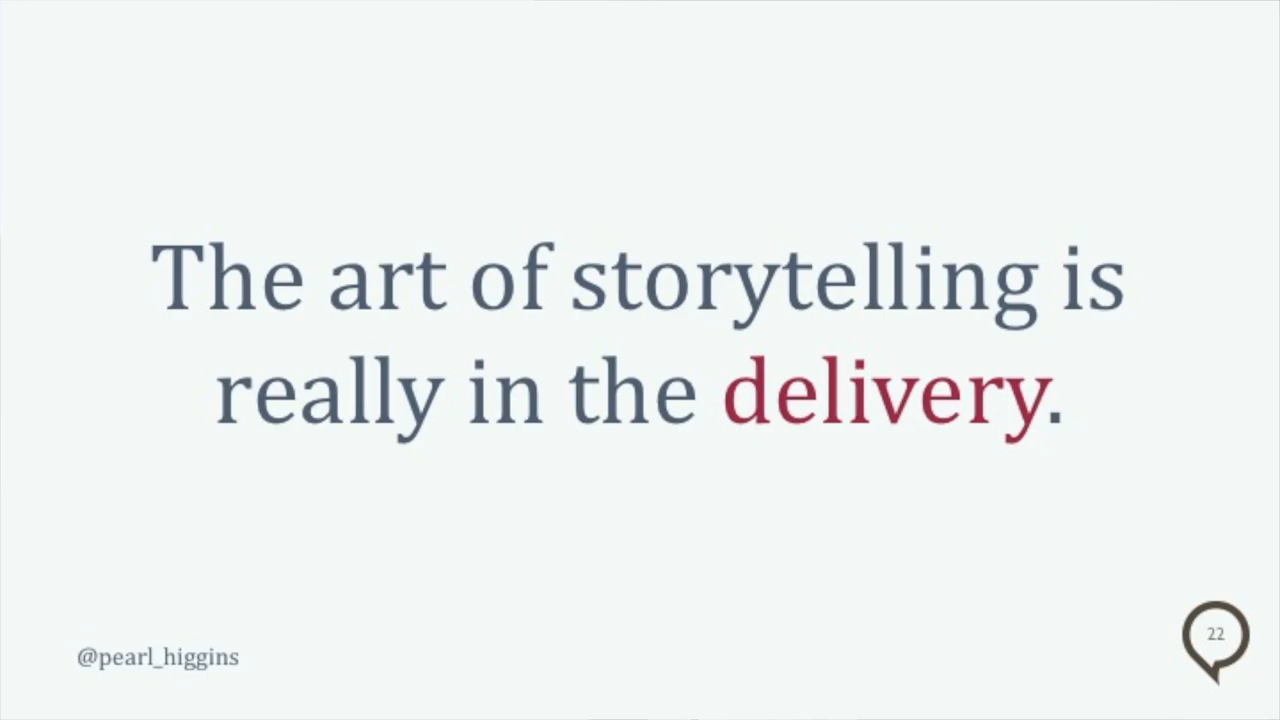 The art of storytelling is
really in the delivery.
@pearl_higgins
22